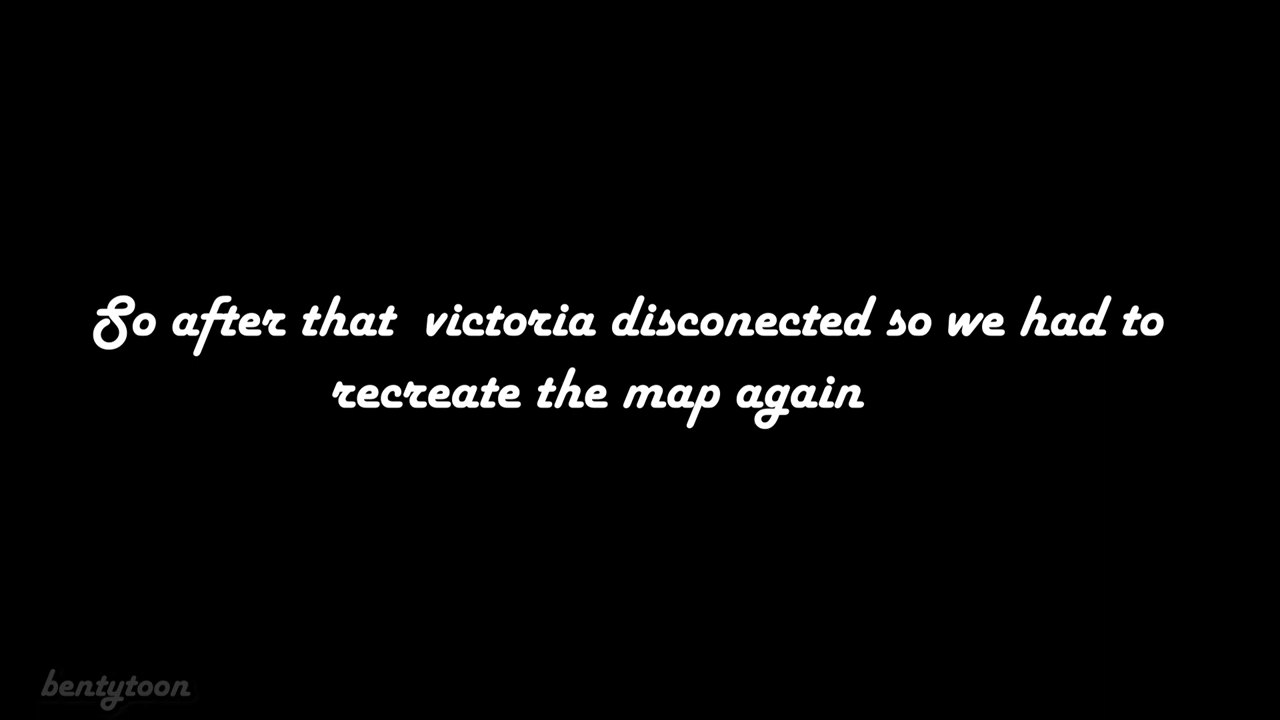 So after that  victoria disconected so we had to
recreate the map again
bentytoon